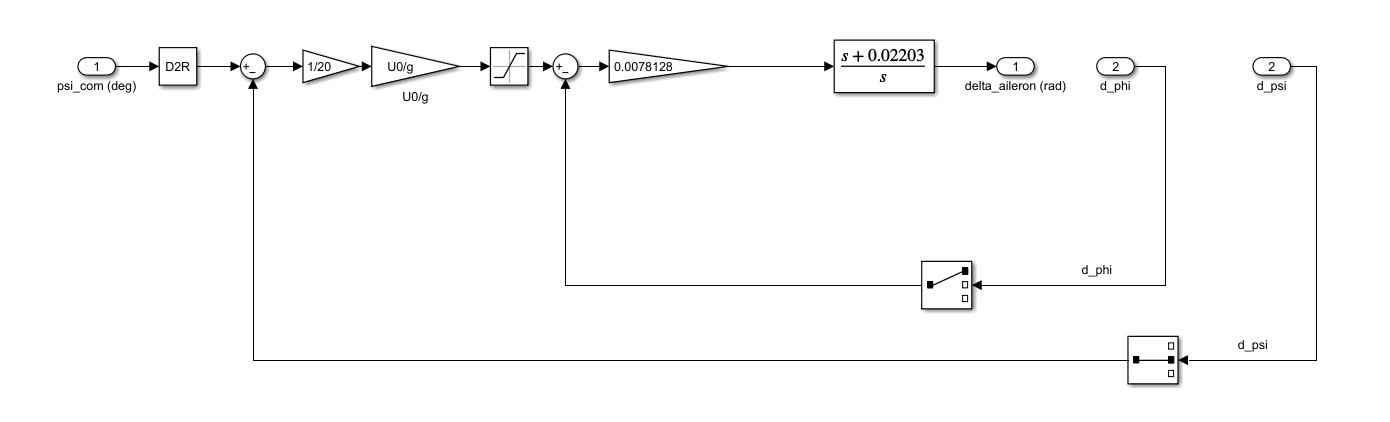 1
psi_com (deg)
D2R
+
_
1/20
U0/g
U0/g
+
_
0.0078128
s + 0.02203
s
1
delta_aileron (rad)
2
d_phi
2
d_psi
d_phi
d_psi